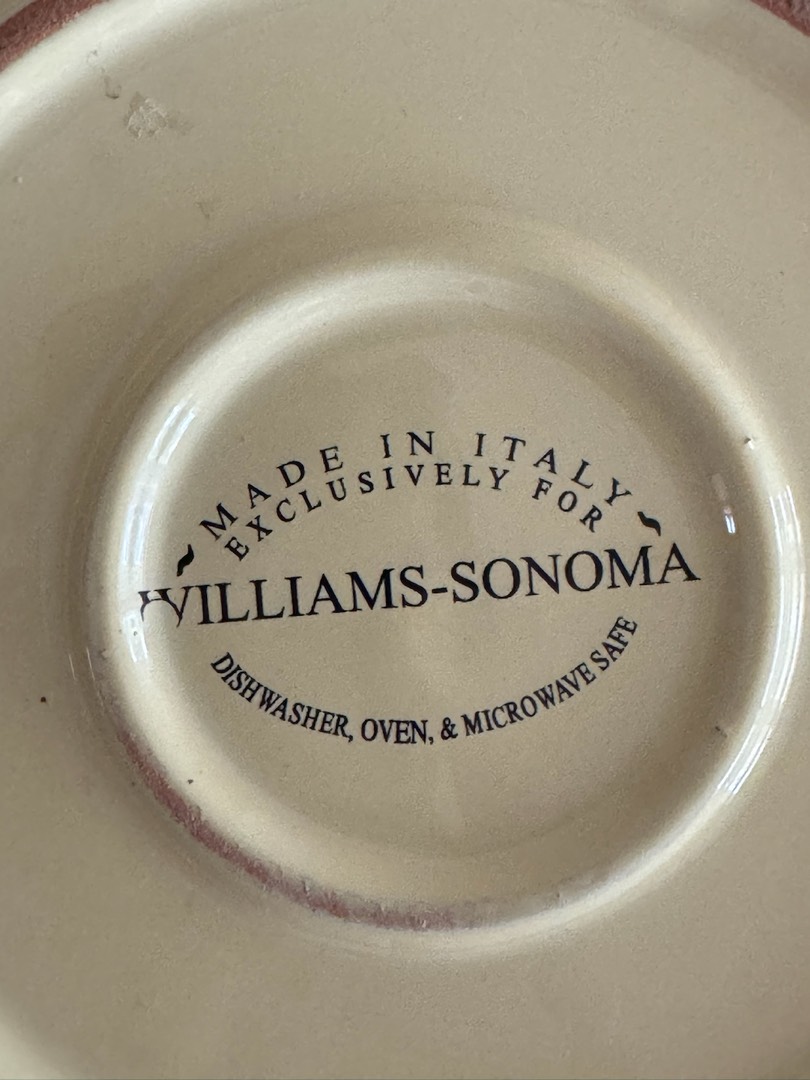 ~ MADE IN ITALY ~
EXCLUSIVELY FOR
WILLIAMS-SONOMA
DISHWASHER, OVEN, & MICROWAVE SAFE